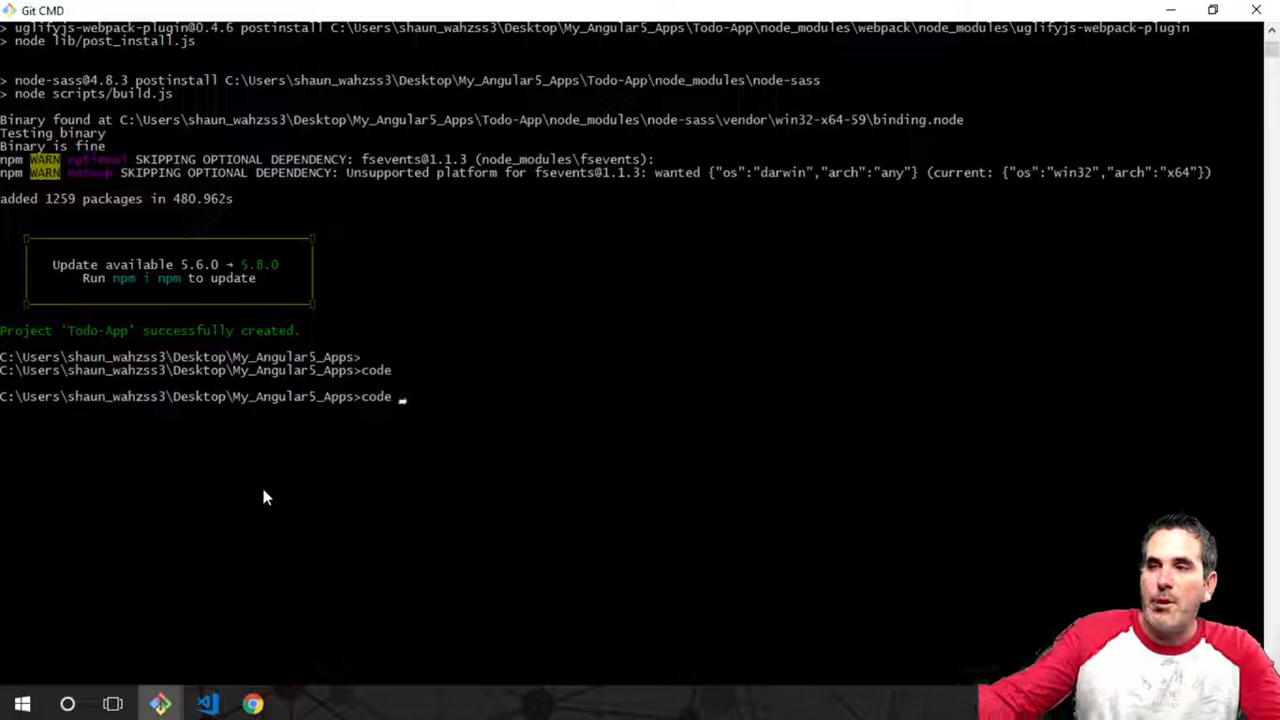 Git CMD
> uglifyjs-webpack-plugin@0.4.6 postinstall C:\Users\shaun_wahzss3\Desktop\My_Angular5_Apps\Todo-App\node_modules\webpack\node_modules\uglifyjs-webpack-plugin
> node lib/post_install.js
> node-sass@4.8.3 postinstall C:\Users\shaun_wahzss3\Desktop\My_Angular5_Apps\Todo-App\node_modules\node-sass
> node scripts/build.js
Binary found at C:\Users\shaun_wahzss3\Desktop\My_Angular5_Apps\Todo-App\node_modules\node-sass\vendor\win32-x64-59\binding.node
Testing binary
Binary is fine
npm WARN optional SKIPPING OPTIONAL DEPENDENCY: fsevents@1.1.3 (node_modules\fsevents):
npm WARN notsup SKIPPING OPTIONAL DEPENDENCY: Unsupported platform for fsevents@1.1.3: wanted {"os":"darwin","arch":"any"} (current: {"os":"win32","arch":"x64"})
added 1259 packages in 480.962s
Update available 5.6.0 → 5.8.0
Run npm i npm to update
Project 'Todo-App' successfully created.
C:\Users\shaun_wahzss3\Desktop\My_Angular5_Apps>
C:\Users\shaun_wahzss3\Desktop\My_Angular5_Apps>code
C:\Users\shaun_wahzss3\Desktop\My_Angular5_Apps>code